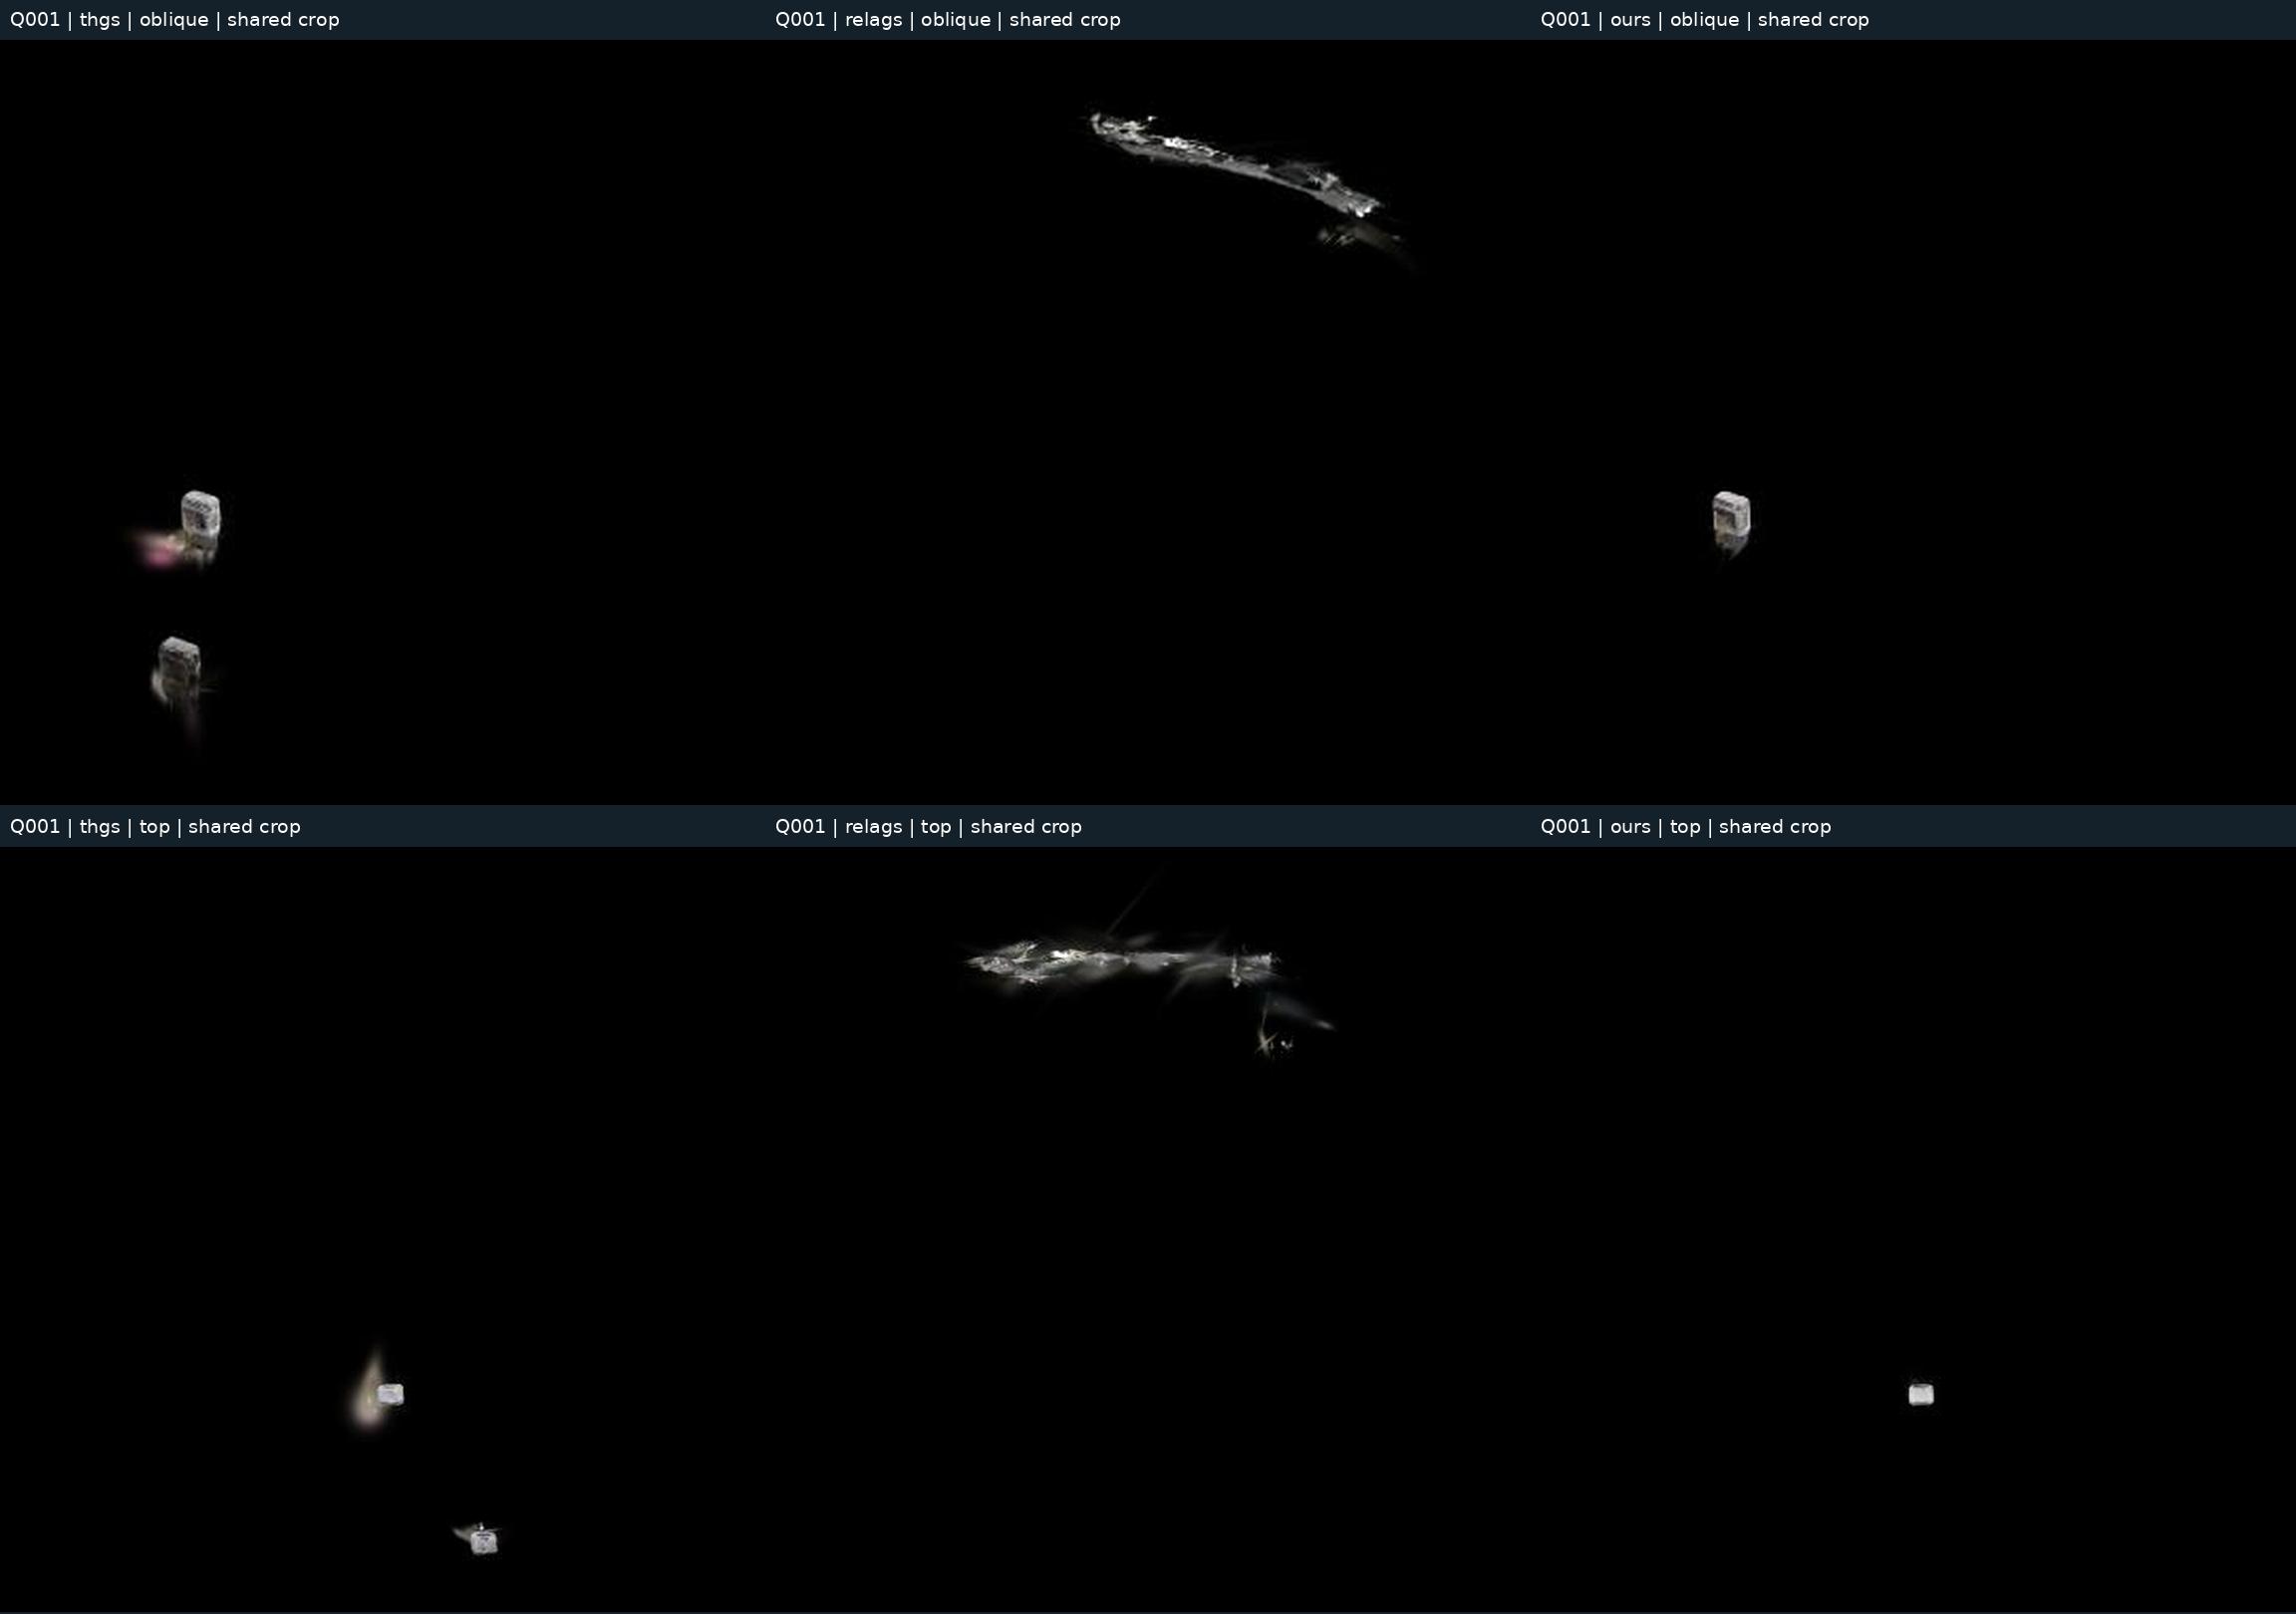 Q001 | thgs | oblique | shared crop
Q001 | relags | oblique | shared crop
Q001 | ours | oblique | shared crop
Q001 | thgs | top | shared crop
Q001 | relags | top | shared crop
Q001 | ours | top | shared crop